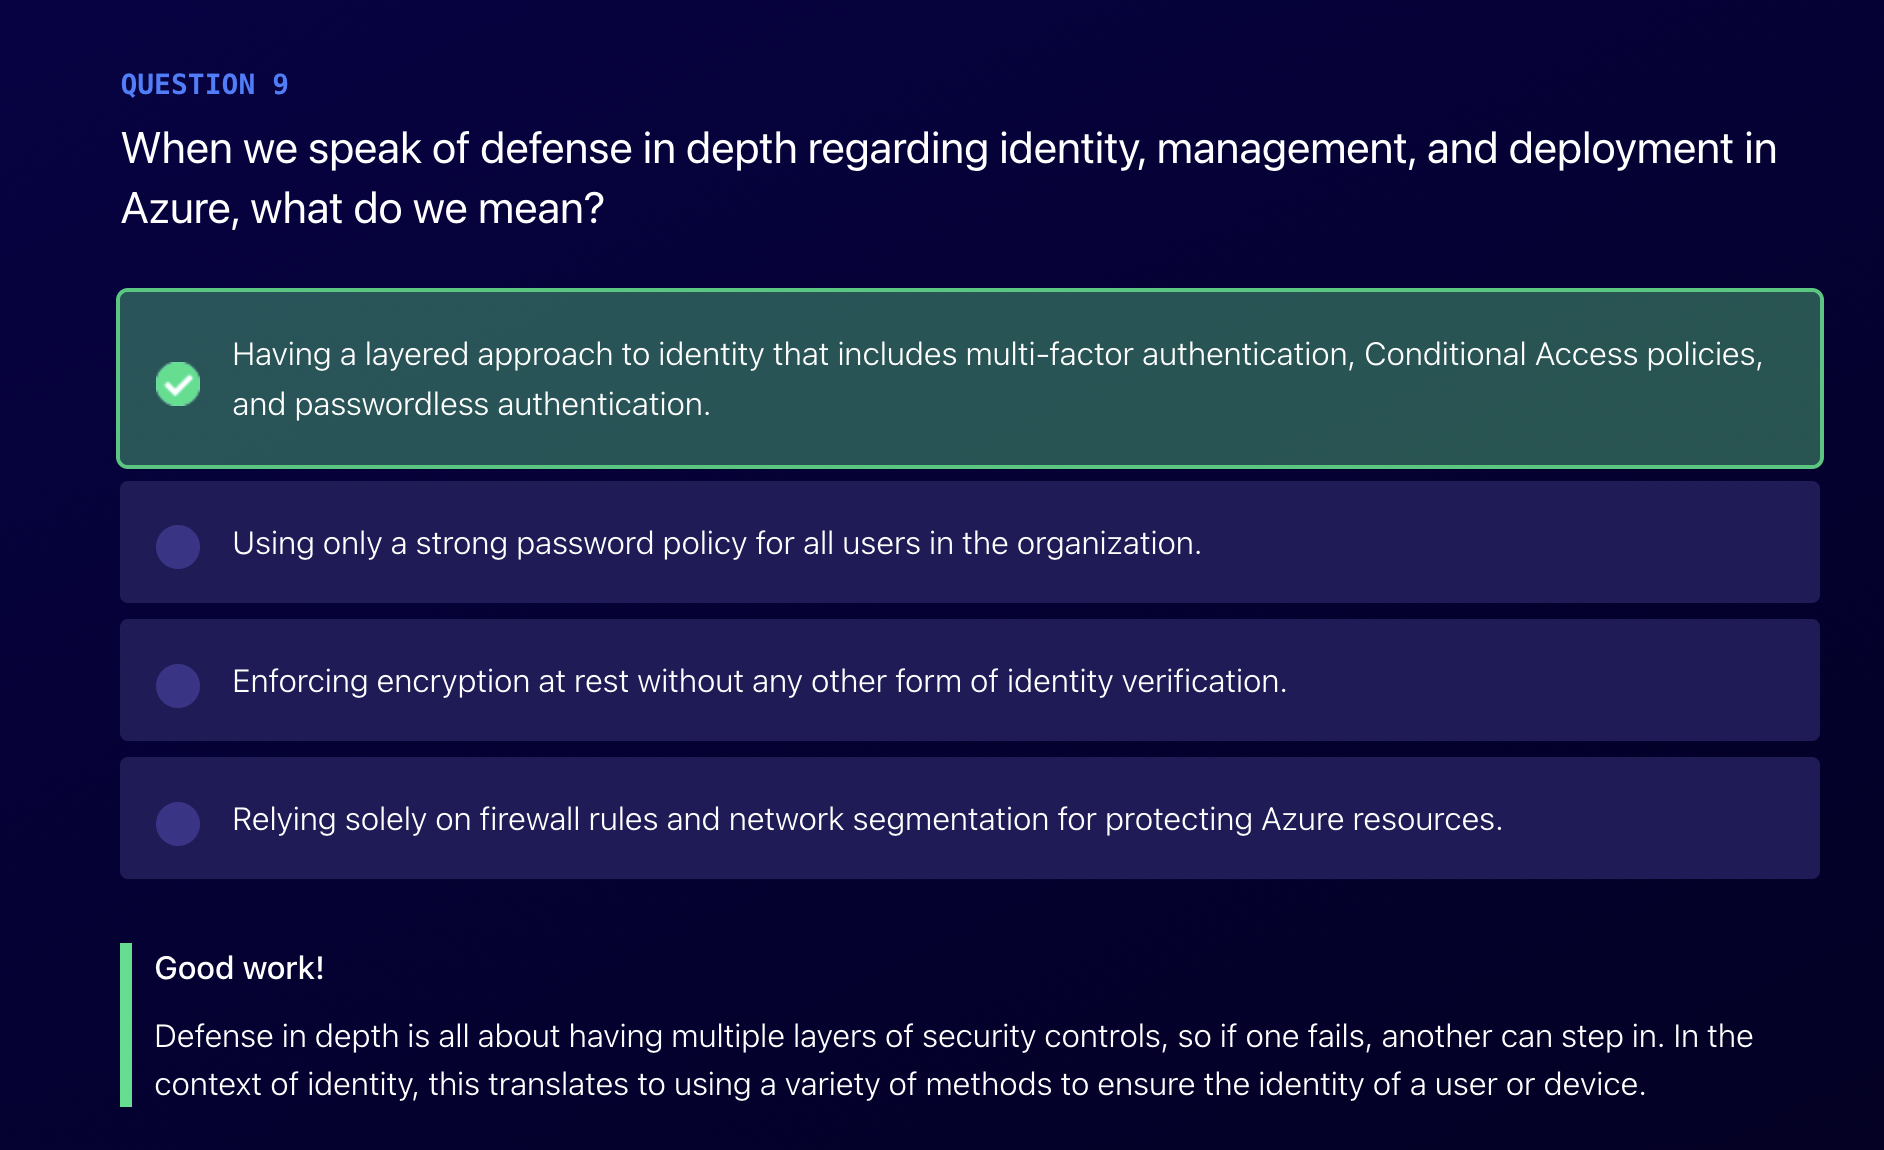 QUESTION 9
When we speak of defense in depth regarding identity, management, and deployment in
Azure, what do we mean?
Having a layered approach to identity that includes multi-factor authentication, Conditional Access policies,
and passwordless authentication.
Using only a strong password policy for all users in the organization.
Enforcing encryption at rest without any other form of identity verification.
Relying solely on firewall rules and network segmentation for protecting Azure resources.
Good work!
Defense in depth is all about having multiple layers of security controls, so if one fails, another can step in. In the
context of identity, this translates to using a variety of methods to ensure the identity of a user or device.